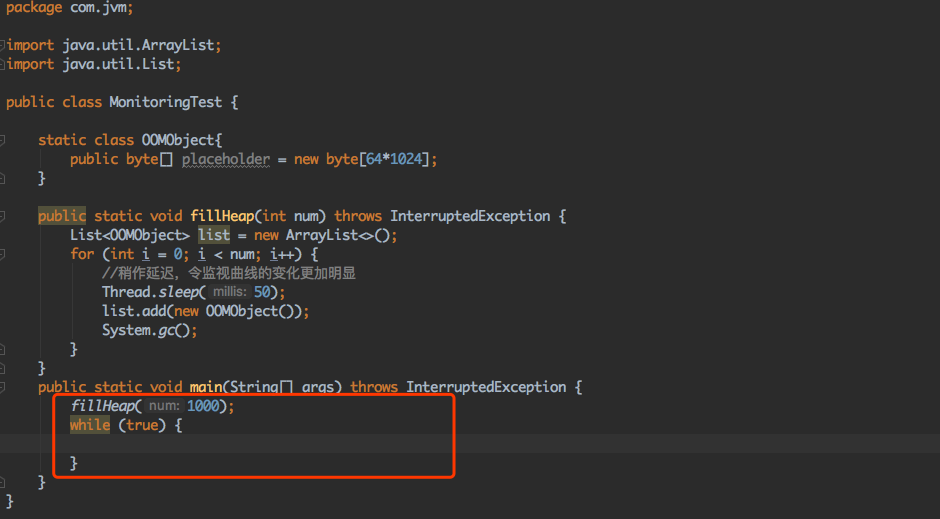 package com.jvm;
import java.util.ArrayList;
import java.util.List;
public class MonitoringTest {
static class OOMObject{
public byte[] placeholder = new byte[64*1024];
}
public static void fillHeap(int num) throws InterruptedException {
List<OOMObject> list = new ArrayList<>();
for (int i = 0; i < num; i++) {
//稍作延迟，令监视曲线的变化更加明显
Thread.sleep( millis: 50);
list.add(new OOMObject());
System.gc();
}
}
public static void main(String[] args) throws InterruptedException {
fillHeap( num: 1000);
while (true) {
}
}
}